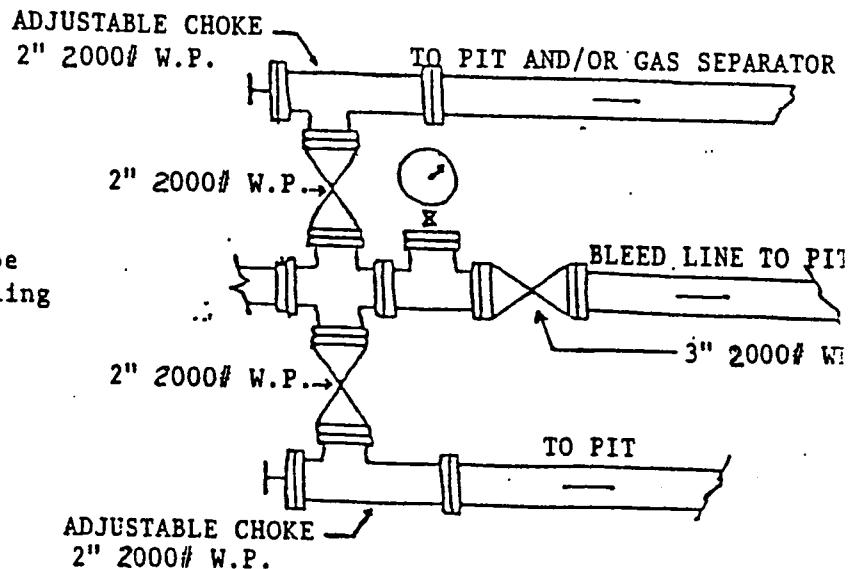 ADJUSTABLE CHOKE
2" 2000# W.P.
TO PIT AND/OR GAS SEPARATOR
2" 2000# W.P.
BLEED LINE TO PIT
3" 2000# W
2" 2000# W.P.
TO PIT
ADJUSTABLE CHOKE
2" 2000# W.P.